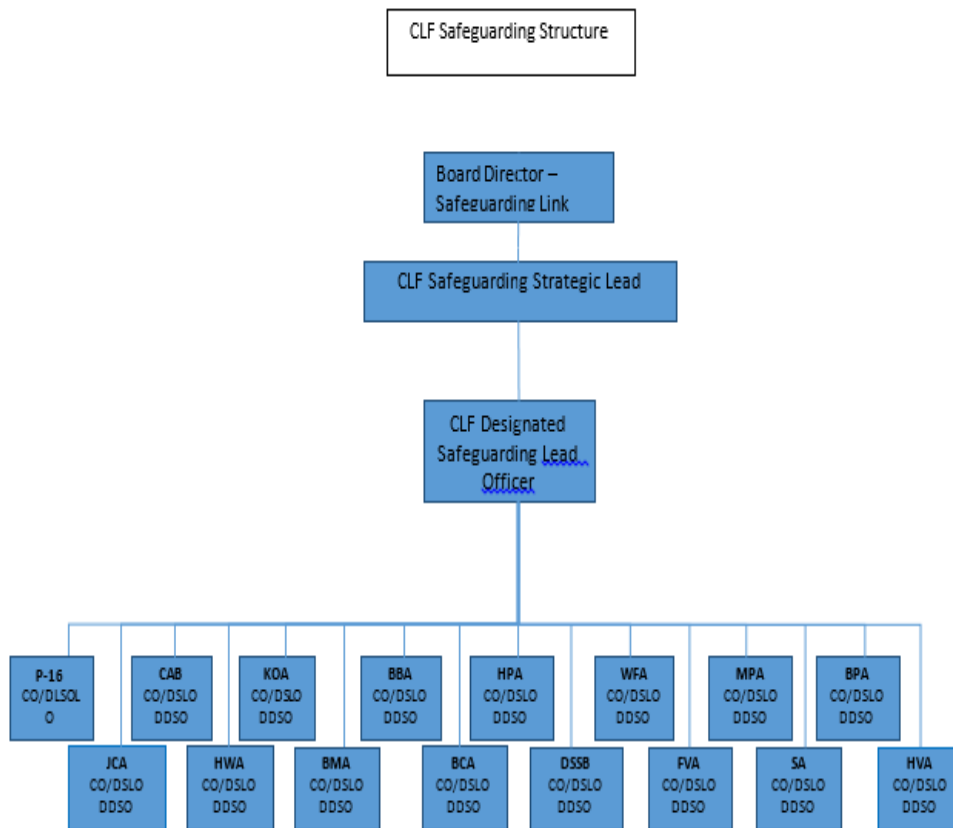 CLF Safeguarding Structure
Board Director –
Safeguarding Link
CLF Safeguarding Strategic Lead
CLF Designated
Safeguarding Lead
Officer
P-16
CO/DLSOL
O
CAB
CO/DSLO
DDSO
KOA
CO/DSLO
DDSO
BBA
CO/DSLO
DDSO
HPA
CO/DSLO
DDSO
WFA
CO/DSLO
DDSO
MPA
CO/DSLO
DDSO
BPA
CO/DSLO
DDSO
JCA
CO/DSLO
DDSO
HWA
CO/DSLO
DDSO
BMA
CO/DSLO
DDSO
BCA
CO/DSLO
DDSO
DSSB
CO/DSLO
DDSO
FVA
CO/DSLO
DDSO
SA
CO/DSLO
DDSO
HVA
CO/DSLO
DDSO